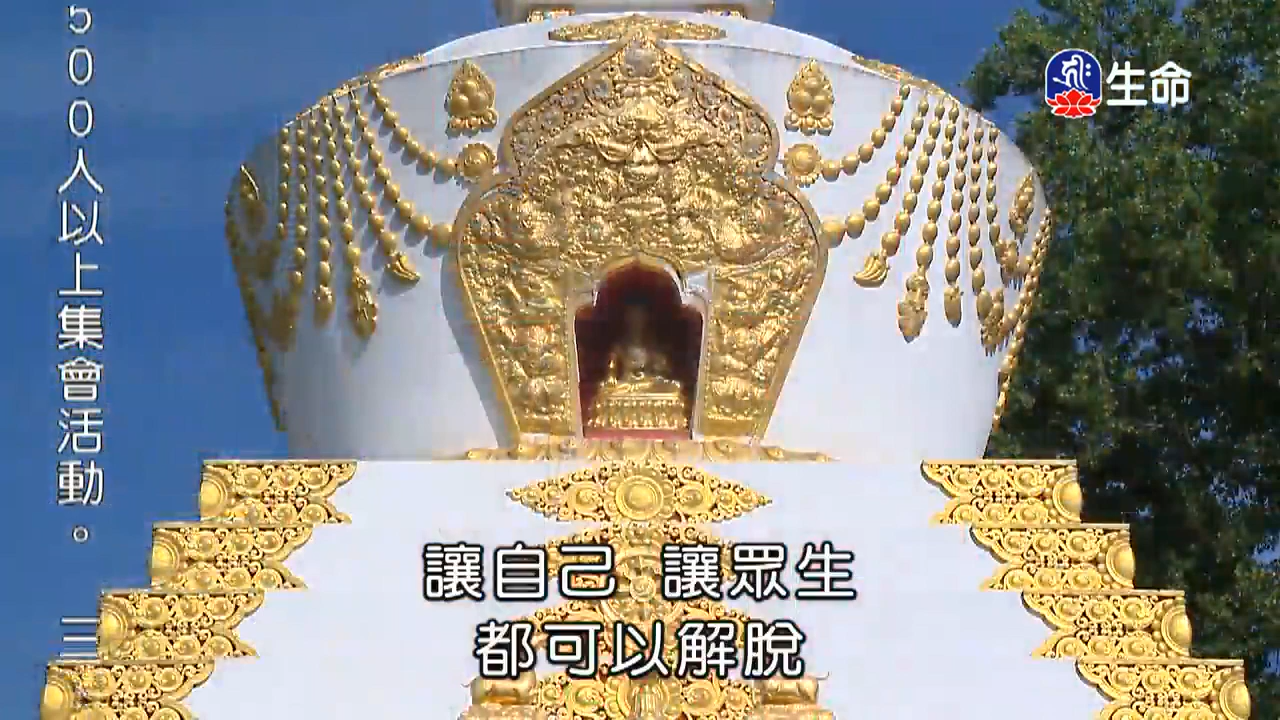 500人以上集會活動。
生命
讓自己 讓眾生
都可以解脫